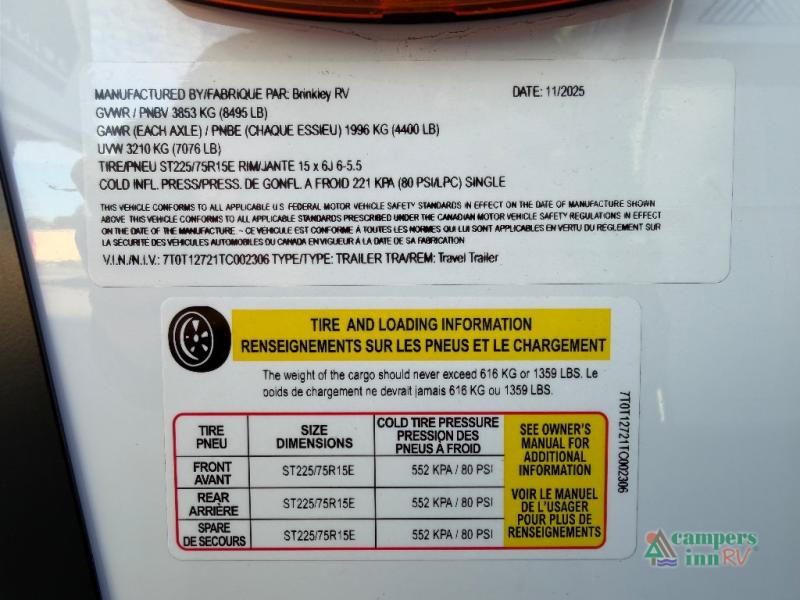 MANUFACTURED BY/FABRIQUE PAR: Brinkley RV DATE: 11/2025
GVWR / PNBV 3853 KG (8495 LB)
GAWR (EACH AXLE) / PNBE (CHAQUE ESSIEU) 1996 KG (4400 LB)
UVW 3210 KG (7076 LB)
TIRE/PNEU ST225/75R15E RIM/JANTE 15 x 6J 6-5.5
COLD INFL. PRESS/PRESS. DE GONFL. A FROID 221 KPA (80 PSI/LPC) SINGLE
THIS VEHICLE CONFORMS TO ALL APPLICABLE U.S. FEDERAL MOTOR VEHICLE SAFETY STANDARDS IN EFFECT ON THE DATE OF MANUFACTURE SHOWN
ABOVE THIS VEHICLE CONFORMS TO ALL APPLICABLE STANDARDS PRESCRIBED UNDER THE CANADIAN MOTOR VEHICLE SAFETY REGULATIONS IN EFFECT
ON THE DATE OF THE MANUFACTURE ~ CE VEHICULE EST CONFORME À TOUTES LES NORMES QUI LUI SONT APPLICABLES EN VERTU DU REGLEMENT SUR
LA SÉCURITÉ DES VEHICULES AUTOMOBILES DU CANADA EN VIGUEUR À LA DATE DE SA FABRICATION
V.I.N./N.I.V.: 7T0T12721TC002306 TYPE/TYPE: TRAILER TRA/REM: Travel Trailer
TIRE AND LOADING INFORMATION
RENSEIGNEMENTS SUR LES PNEUS ET LE CHARGEMENT
The weight of the cargo should never exceed 616 KG or 1359 LBS. Le
poids de chargement ne devrait jamais 616 KG ou 1359 LBS.
TIRE
PNEU
SIZE
DIMENSIONS
COLD TIRE PRESSURE
PRESSION DES
PNEUS À FROID
FRONT
AVANT
ST225/75R15E
552 KPA / 80 PSI
REAR
ARRIÈRE
ST225/75R15E
552 KPA / 80 PSI
SPARE
DE SECOURS
ST225/75R15E
552 KPA / 80 PSI
SEE OWNER'S
MANUAL FOR
ADDITIONAL
INFORMATION
VOIR LE MANUEL
DE L'USAGER
POUR PLUS DE
RENSEIGNEMENTS
7T0T12721TC002306
campers
inn RV®